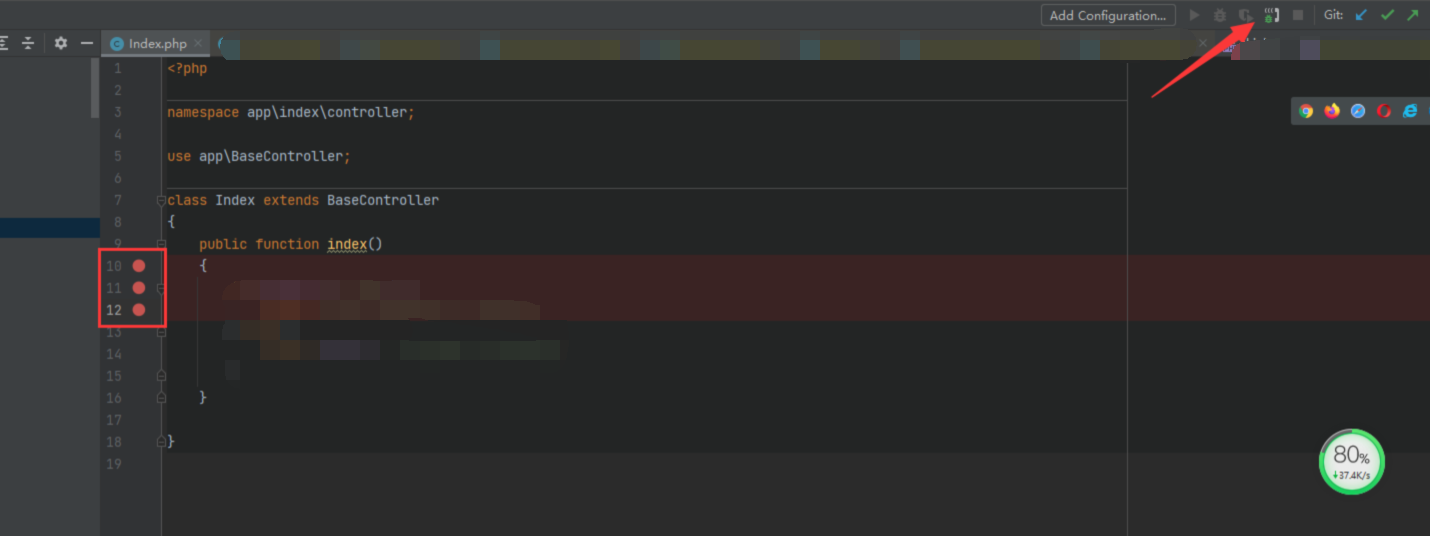 Add Configuration...
Git:
Index.php
1 <?php
2
3 namespace app\index\controller;
4
5 use app\BaseController;
6
7 class Index extends BaseController
8 {
9 public function index()
10 {
11
12
13
14
15
16 }
17
18 }
19
80%
↓37.4K/s